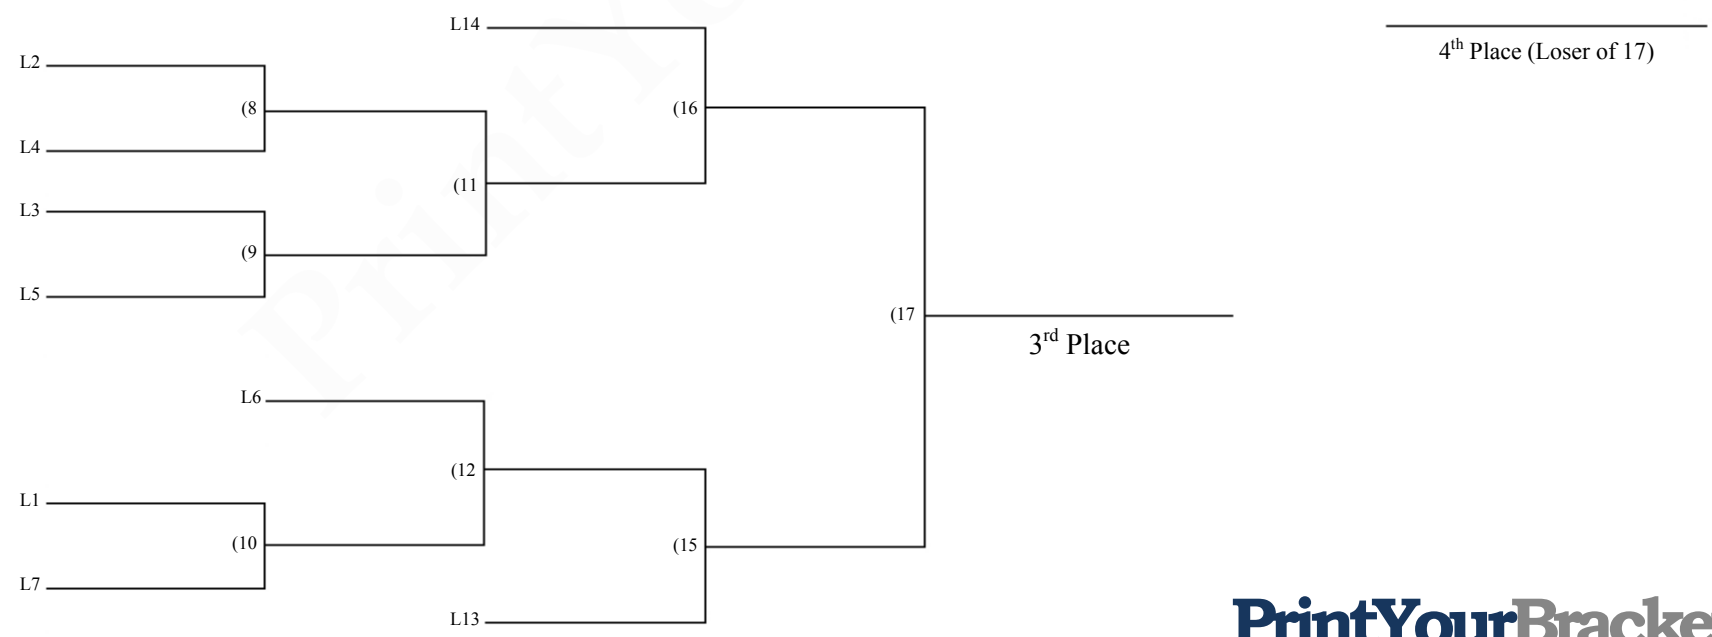 L14
4th Place (Loser of 17)
L2
(8
(16
L4
(11
L3
(9
L5
(17
3rd Place
L6
(12
L1
(10
(15
L7
L13
PrintYourBracke